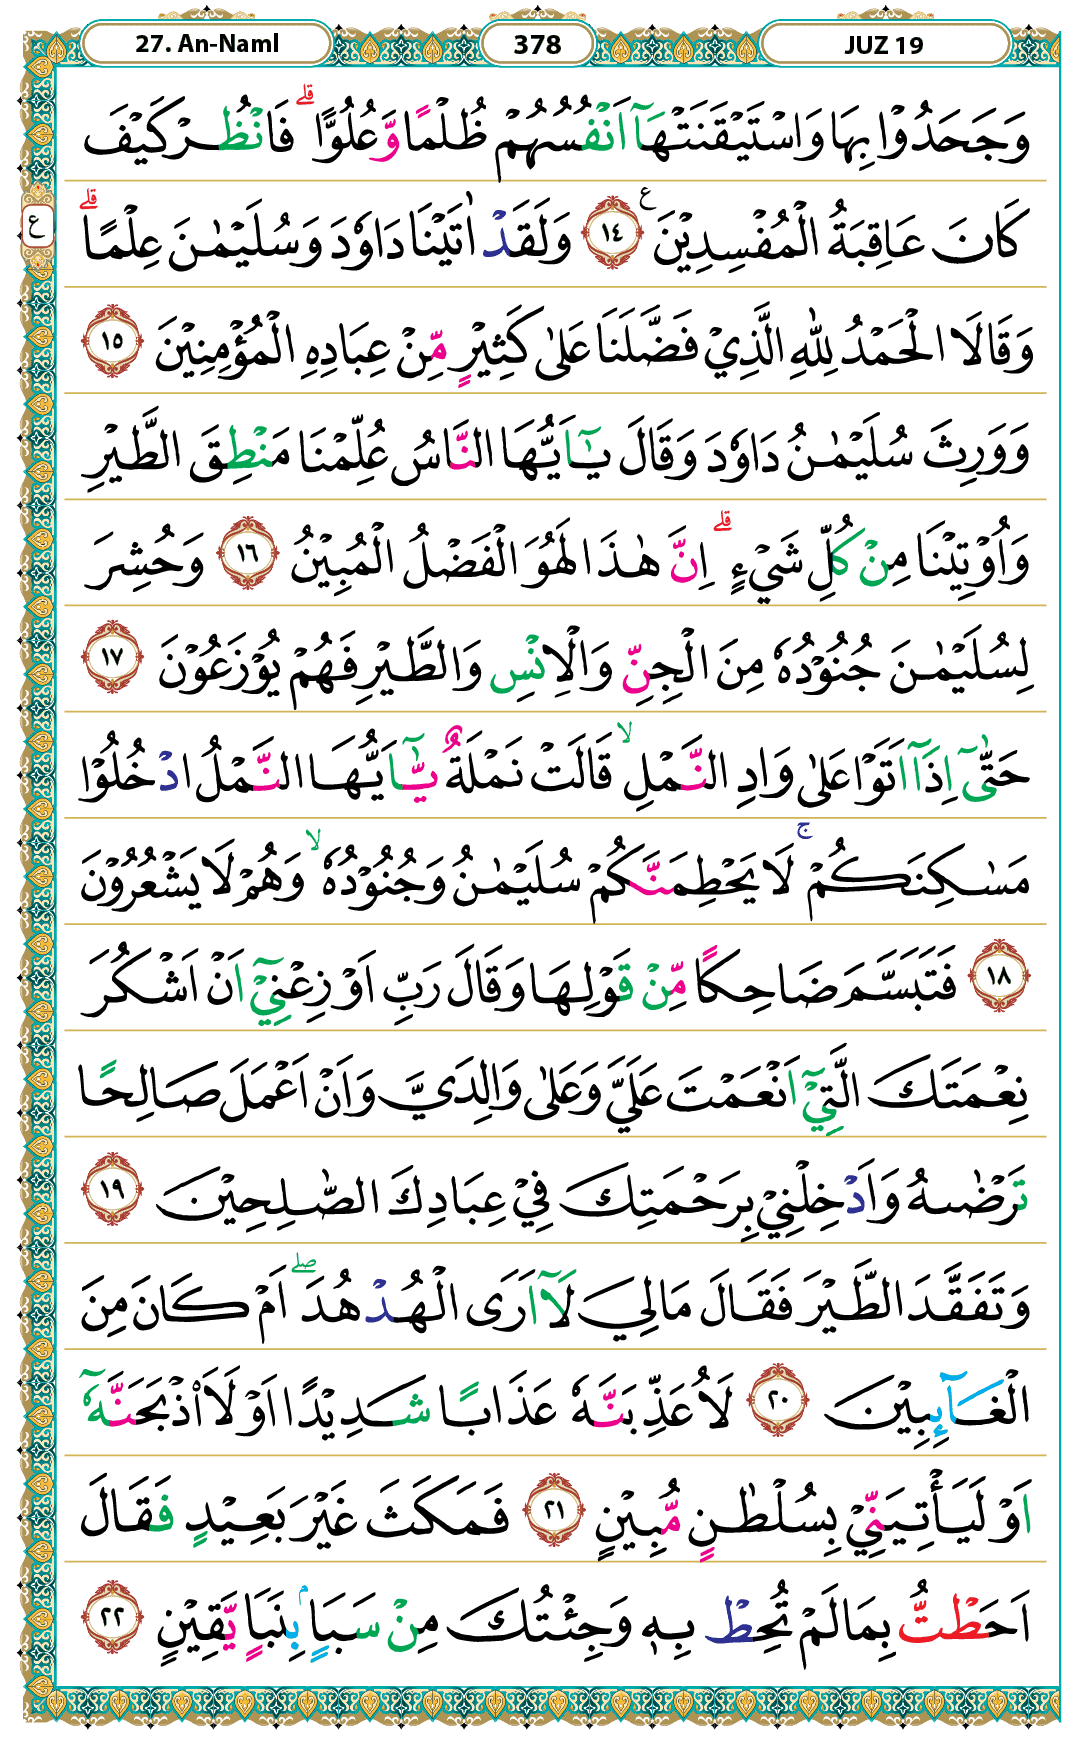 27. An-Naml 378 JUZ 19
وَجَحَدُوْا بِهَا وَاسْتَيْقَنَتْهَآ اَنْفُسُهُمْ ظُلْمًا وَّعُلُوًّاۗ فَانْظُرْ كَيْفَ
كَانَ عَاقِبَةُ الْمُفْسِدِيْنَ ࣖ ١٤ وَلَقَدْ اٰتَيْنَا دَاوٗدَ وَسُلَيْمٰنَ عِلْمًاۗ
ع
وَقَالَا الْحَمْدُ لِلّٰهِ الَّذِيْ فَضَّلَنَا عَلٰى كَثِيْرٍ مِّنْ عِبَادِهِ الْمُؤْمِنِيْنَ ١٥
وَوَرِثَ سُلَيْمٰنُ دَاوٗدَ وَقَالَ يٰٓاَيُّهَا النَّاسُ عُلِّمْنَا مَنْطِقَ الطَّيْرِ
وَاُوْتِيْنَا مِنْ كُلِّ شَيْءٍۗ اِنَّ هٰذَا لَهُوَ الْفَضْلُ الْمُبِيْنُ ١٦ وَحُشِرَ
لِسُلَيْمٰنَ جُنُوْدُهٗ مِنَ الْجِنِّ وَالْاِنْسِ وَالطَّيْرِ فَهُمْ يُوْزَعُوْنَ ١٧
حَتّٰىٓ اِذَآ اَتَوْا عَلٰى وَادِ النَّمْلِۙ قَالَتْ نَمْلَةٌ يّٰٓاَيُّهَا النَّمْلُ ادْخُلُوْا
مَسٰكِنَكُمْۚ لَا يَحْطِمَنَّكُمْ سُلَيْمٰنُ وَجُنُوْدُهٗۙ وَهُمْ لَا يَشْعُرُوْنَ
١٨ فَتَبَسَّمَ ضَاحِكًا مِّنْ قَوْلِهَا وَقَالَ رَبِّ اَوْزِعْنِيْٓ اَنْ اَشْكُرَ
نِعْمَتَكَ الَّتِيْٓ اَنْعَمْتَ عَلَيَّ وَعَلٰى وَالِدَيَّ وَاَنْ اَعْمَلَ صَالِحًا
تَرْضٰىهُ وَاَدْخِلْنِيْ بِرَحْمَتِكَ فِيْ عِبَادِكَ الصّٰلِحِيْنَ ١٩
وَتَفَقَّدَ الطَّيْرَ فَقَالَ مَالِيَ لَآ اَرَى الْهُدْهُدَۖ اَمْ كَانَ مِنَ
الْغَاۤىِٕبِيْنَ ٢٠ لَاُعَذِّبَنَّهٗ عَذَابًا شَدِيْدًا اَوْ لَاَا۟ذْبَحَنَّهٗٓ
اَوْ لَيَأْتِيَنِّيْ بِسُلْطٰنٍ مُّبِيْنٍ ٢١ فَمَكَثَ غَيْرَ بَعِيْدٍ فَقَالَ
اَحَطْتُّ بِمَا لَمْ تُحِطْ بِهٖ وَجِئْتُكَ مِنْ سَبَاٍ ۢبِنَبَاٍ يَّقِيْنٍ ٢٢